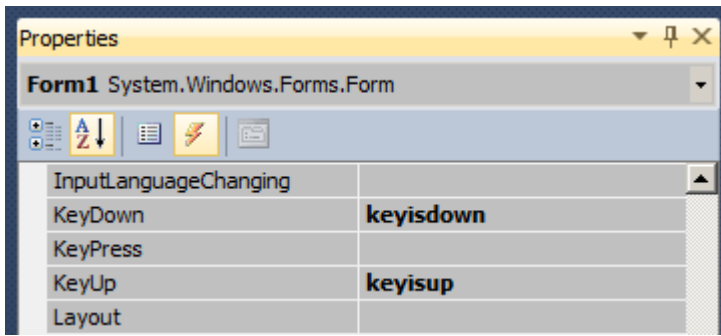 Properties
Form1 System.Windows.Forms.Form
A
Z
InputLanguageChanging
KeyDown keyisdown
KeyPress
KeyUp keyisup
Layout